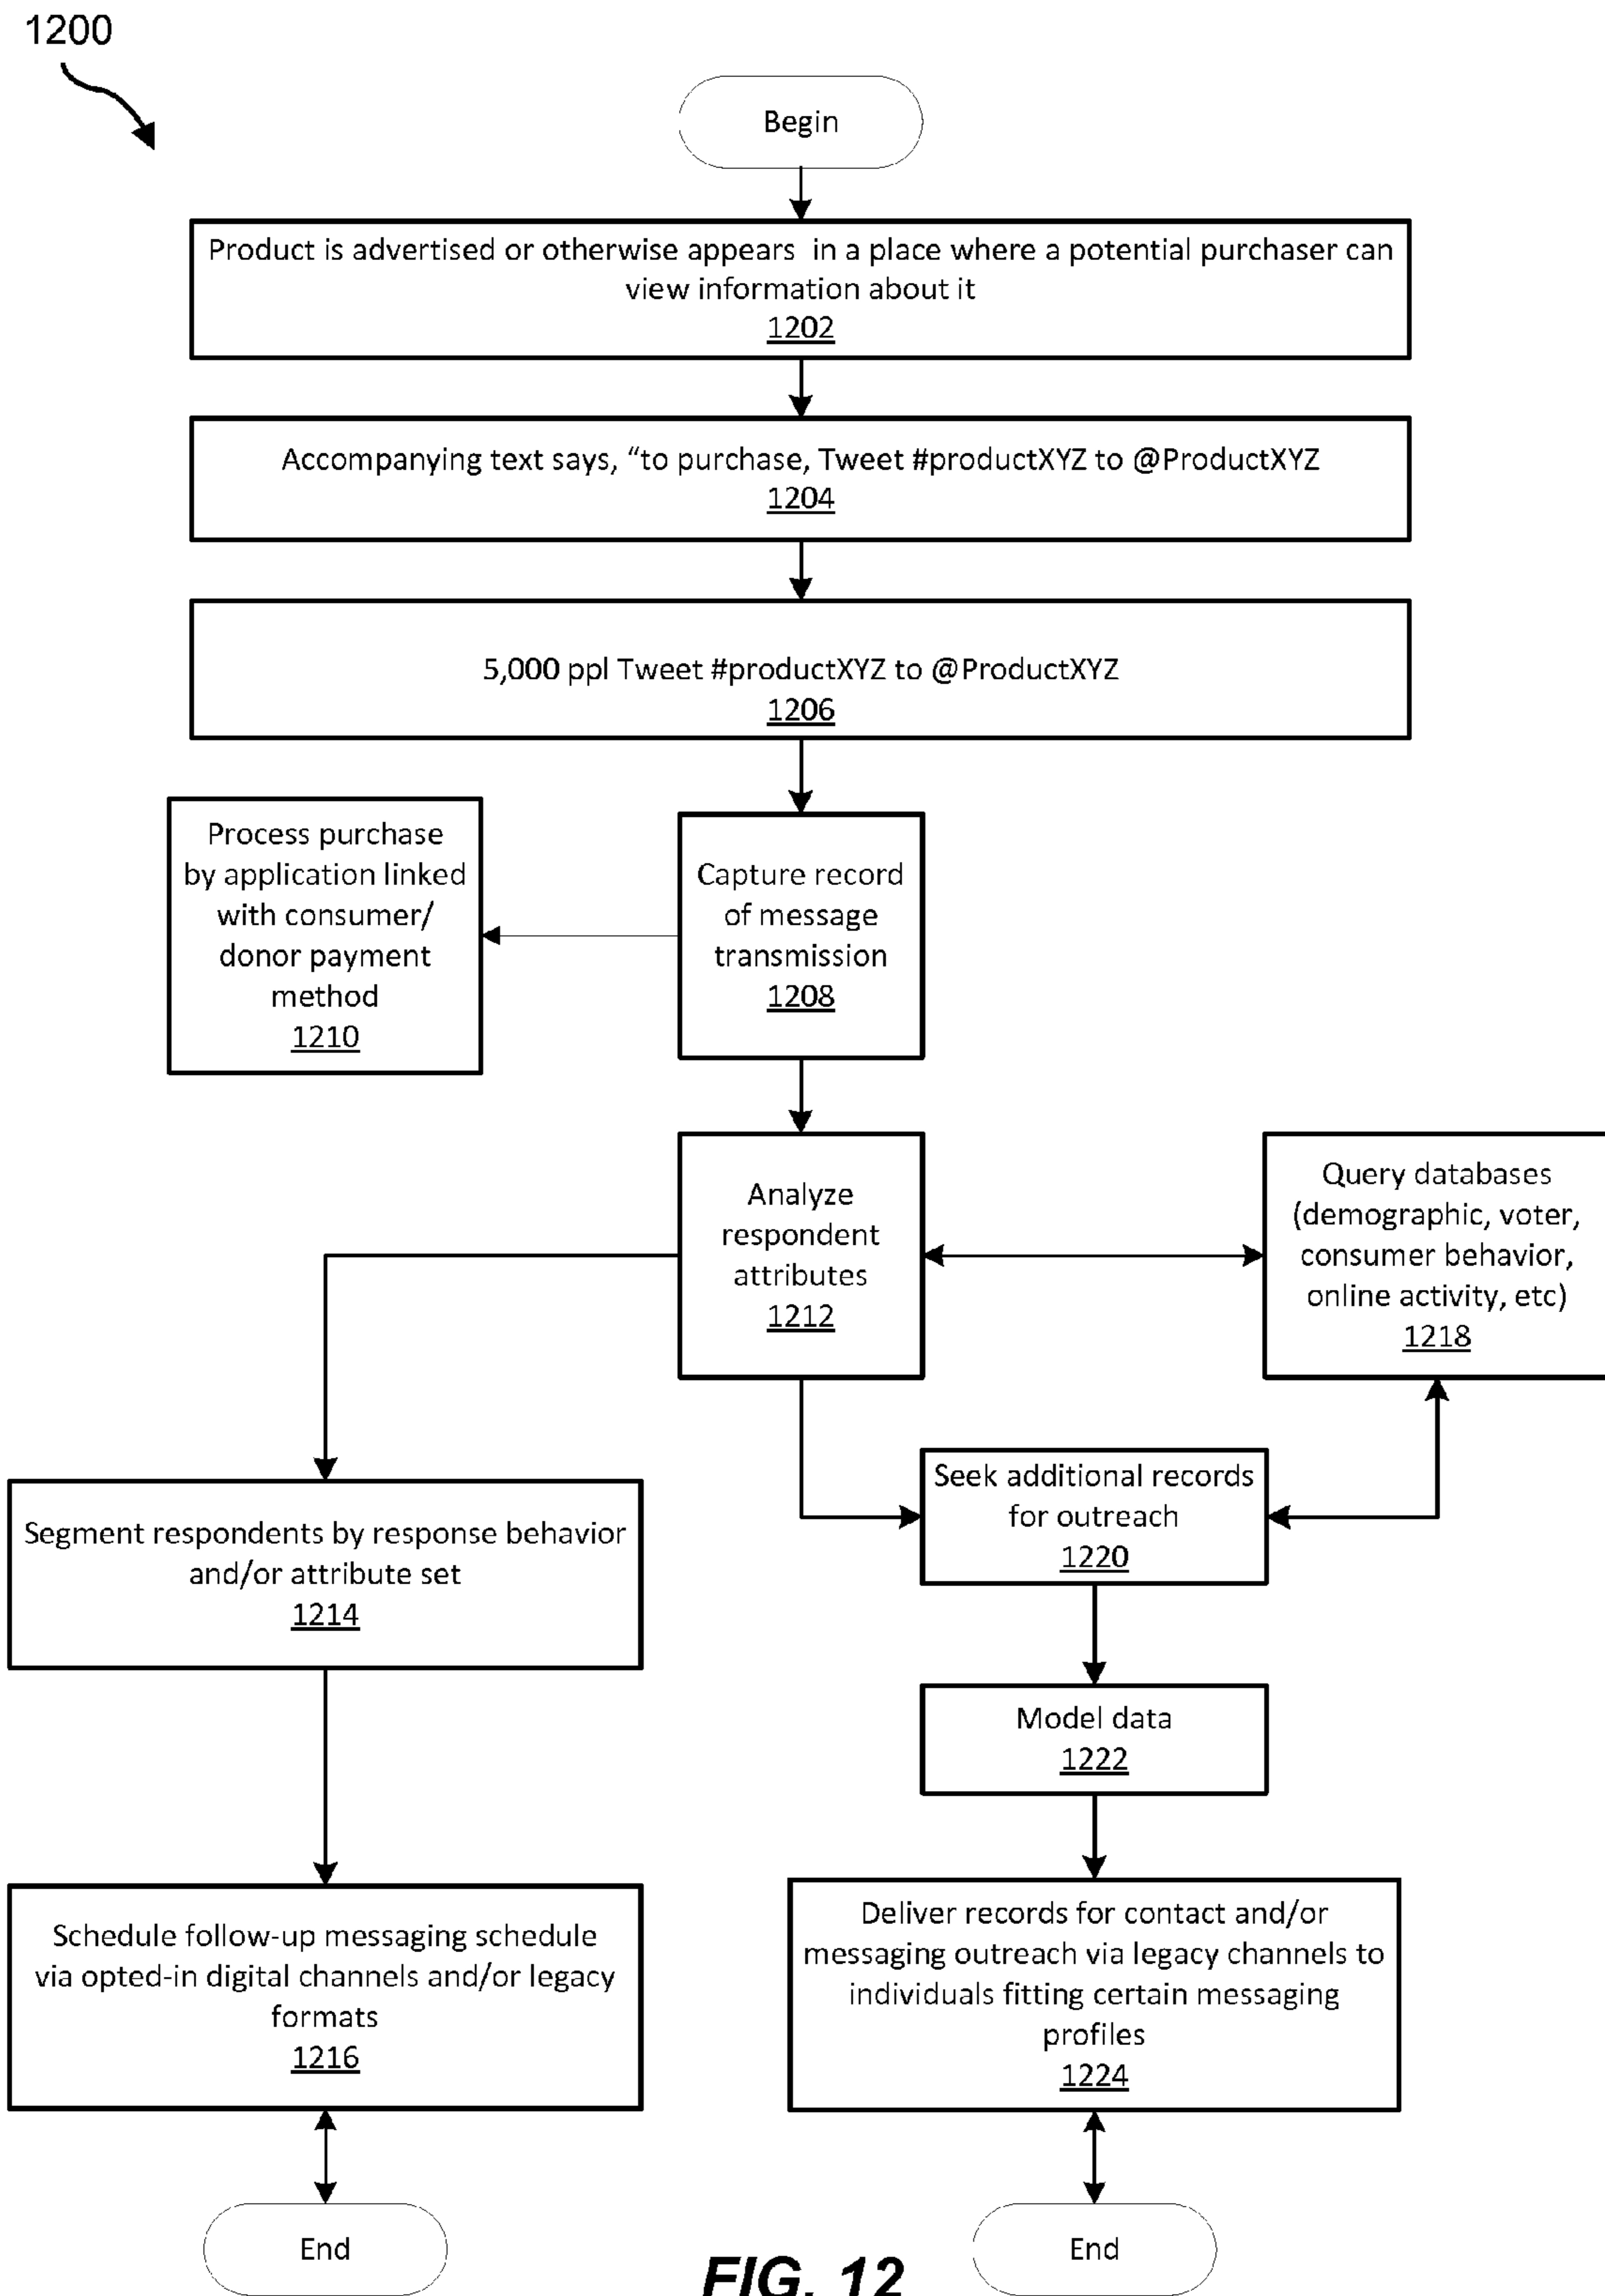 1200
Begin
Product is advertised or otherwise appears in a place where a potential purchaser can
view information about it
1202
Accompanying text says, “to purchase, Tweet #productXYZ to @ProductXYZ
1204
5,000 ppl Tweet #productXYZ to @ProductXYZ
1206
Process purchase
by application linked
with consumer/
donor payment
method
1210
Capture record
of message
transmission
1208
Analyze
respondent
attributes
1212
Query databases
(demographic, voter,
consumer behavior,
online activity, etc)
1218
Seek additional records
for outreach
1220
Segment respondents by response behavior
and/or attribute set
1214
Model data
1222
Schedule follow-up messaging schedule
via opted-in digital channels and/or legacy
formats
1216
Deliver records for contact and/or
messaging outreach via legacy channels to
individuals fitting certain messaging
profiles
1224
End
End
FIG. 12